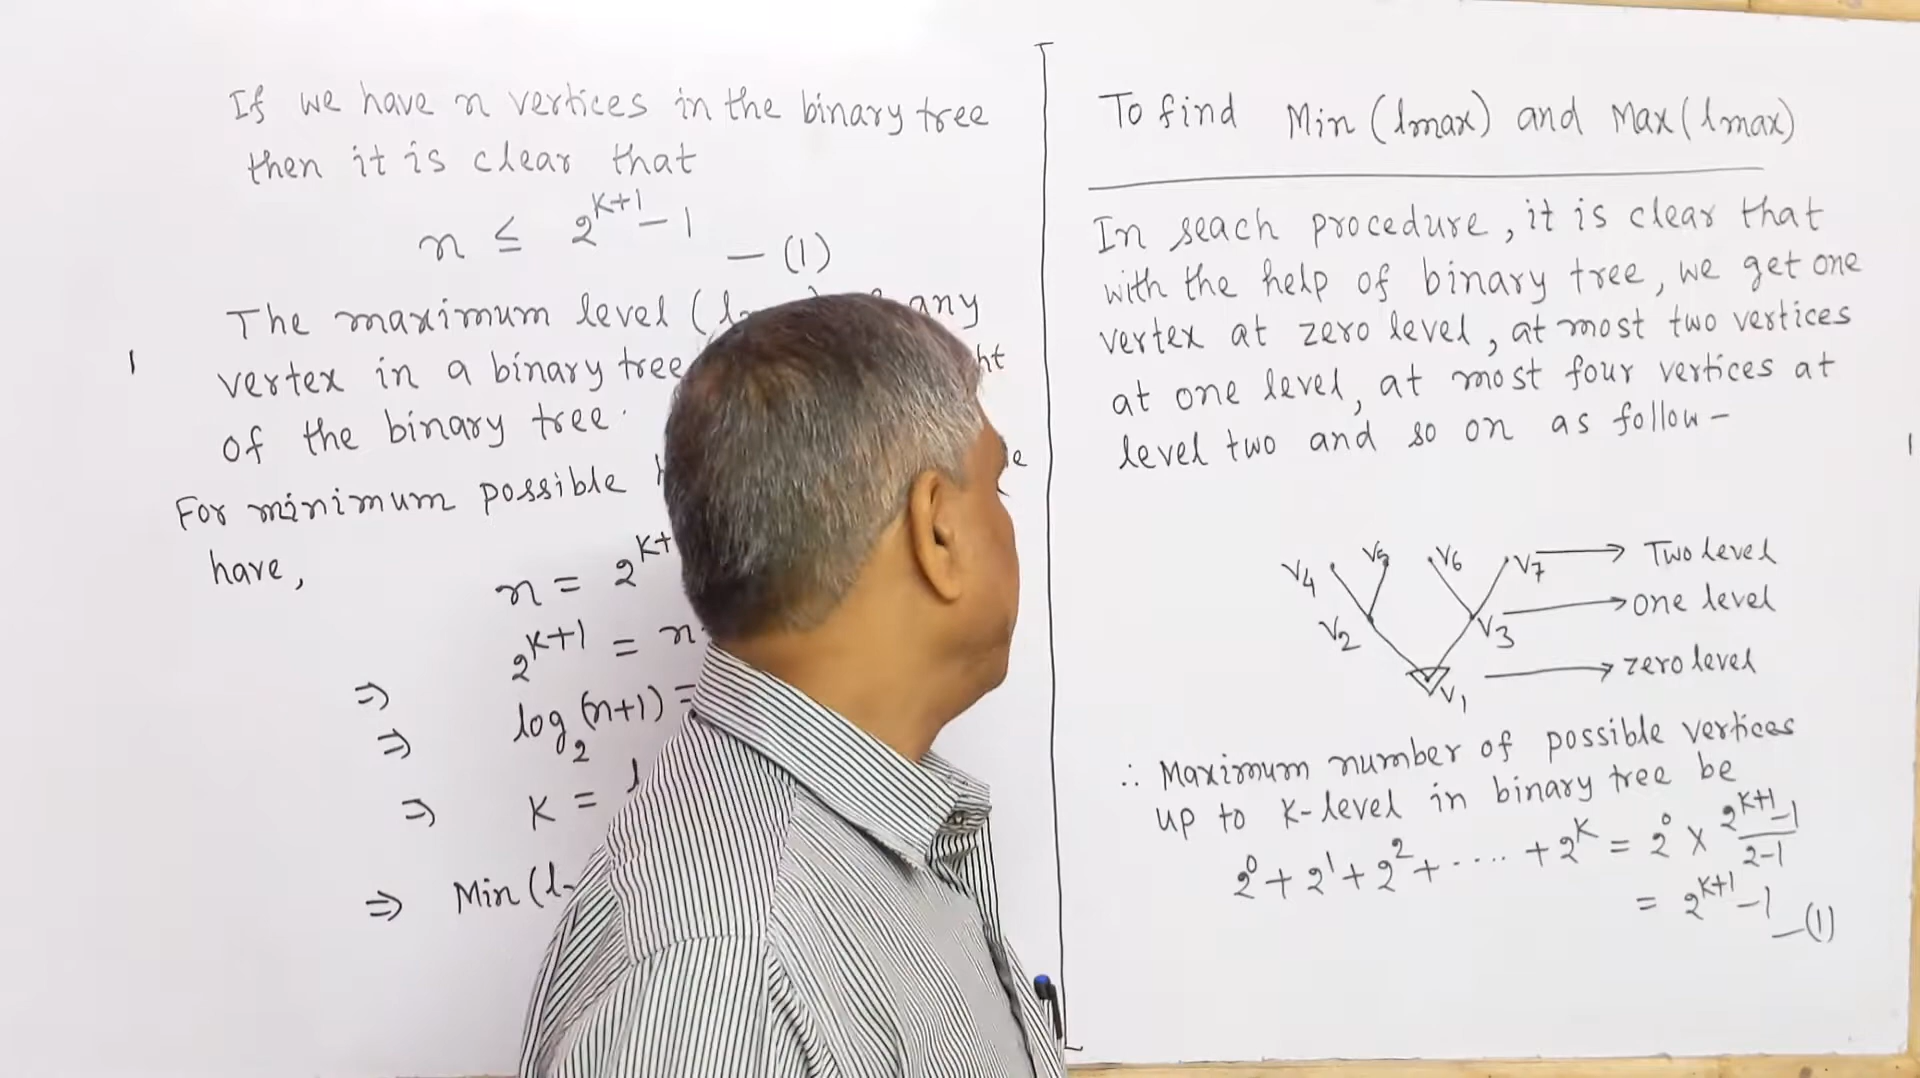 If we have n vertices in the binary tree
then it is clear that
n ≤ 2^{k+1} - 1 — (1)
The maximum level ( any
vertex in a binary tree
of the binary tree.
For minimum possible
have,
n = 2
⇒ 2^{k+1} = n
⇒ log_2 (n+1) =
⇒ k =
⇒ Min (l
To find Min (lmax) and Max (lmax)
In seach procedure, it is clear that
with the help of binary tree, we get one
vertex at zero level, at most two vertices
at one level, at most four vertices at
level two and so on as follow -
V4 V5 V6 V7 → Two level
V2 V3 → one level
V1 → zero level
∴ Maximum number of possible vertices
up to K-level in binary tree be
2^0 + 2^1 + 2^2 + ..... + 2^K = 2^0 × (2^{K+1} - 1)/(2-1)
= 2^{K+1} - 1 — (1)